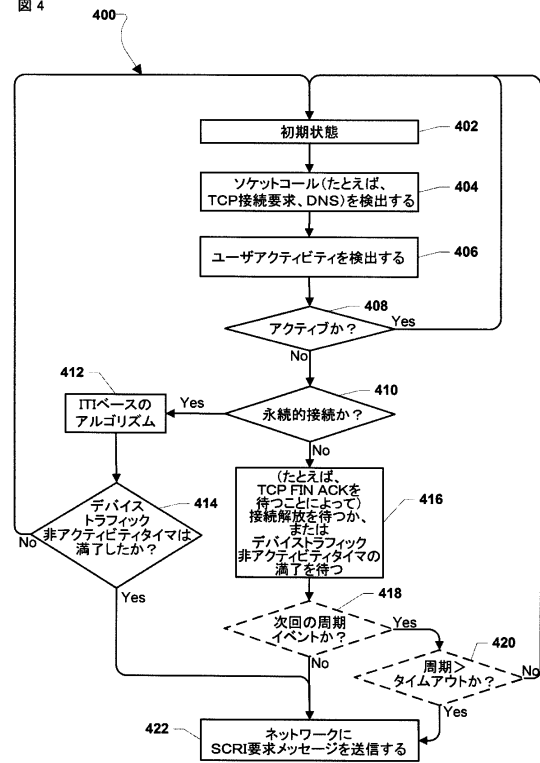 図 4
400
初期状態
402
ソケットコール(たとえば、
TCP接続要求、DNS)を検出する
404
ユーザアクティビティを検出する
406
アクティブか?
408
Yes
No
永続的接続か?
410
Yes
No
412
ITIベースの
アルゴリズム
デバイス
トラフィック
非アクティビティタイマは
満了したか?
414
No
Yes
(たとえば、
TCP FIN ACKを
待つことによって)
接続解放を待つか、
または
デバイストラフィック
非アクティビティタイマの
満了を待つ
416
次回の周期
イベントか?
418
Yes
No
周期>
タイムアウトか?
420
No
Yes
422
ネットワークに
SCRI要求メッセージを送信する